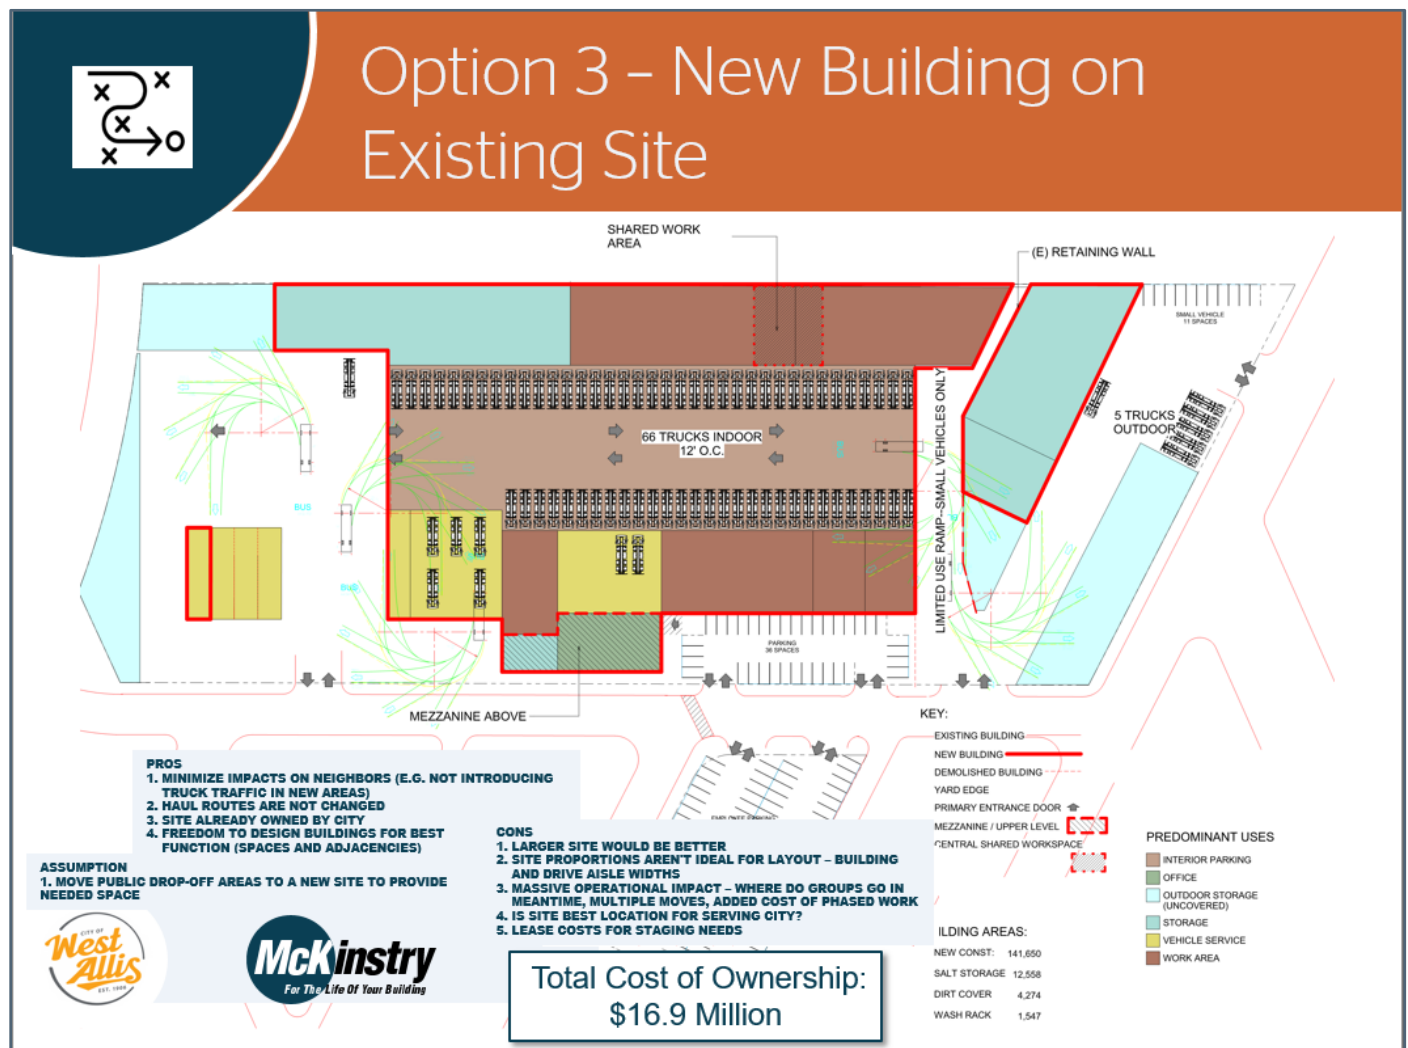 Option 3 – New Building on
Existing Site
SHARED WORK
AREA
(E) RETAINING WALL
SMALL VEHICLE
11 SPACES
66 TRUCKS INDOOR
12' O.C.
LIMITED USE RAMP--SMALL VEHICLES ONLY
5 TRUCKS
OUTDOOR
BUS
BUS
PARKING
36 SPACES
MEZZANINE ABOVE
KEY:
EXISTING BUILDING
NEW BUILDING
DEMOLISHED BUILDING
YARD EDGE
PRIMARY ENTRANCE DOOR
MEZZANINE / UPPER LEVEL
CENTRAL SHARED WORKSPACE
PREDOMINANT USES
INTERIOR PARKING
OFFICE
OUTDOOR STORAGE
(UNCOVERED)
STORAGE
VEHICLE SERVICE
WORK AREA
ILDING AREAS:
NEW CONST: 141,650
SALT STORAGE 12,558
DIRT COVER 4,274
WASH RACK 1,547
PROS
1. MINIMIZE IMPACTS ON NEIGHBORS (E.G. NOT INTRODUCING
TRUCK TRAFFIC IN NEW AREAS)
2. HAUL ROUTES ARE NOT CHANGED
3. SITE ALREADY OWNED BY CITY
4. FREEDOM TO DESIGN BUILDINGS FOR BEST
FUNCTION (SPACES AND ADJACENCIES)
ASSUMPTION
1. MOVE PUBLIC DROP-OFF AREAS TO A NEW SITE TO PROVIDE
NEEDED SPACE
CONS
1. LARGER SITE WOULD BE BETTER
2. SITE PROPORTIONS AREN'T IDEAL FOR LAYOUT – BUILDING
AND DRIVE AISLE WIDTHS
3. MASSIVE OPERATIONAL IMPACT – WHERE DO GROUPS GO IN
MEANTIME, MULTIPLE MOVES, ADDED COST OF PHASED WORK
4. IS SITE BEST LOCATION FOR SERVING CITY?
5. LEASE COSTS FOR STAGING NEEDS
CITY OF
West
Allis
EST. 1906
McKinstry
For The Life Of Your Building
Total Cost of Ownership:
$16.9 Million